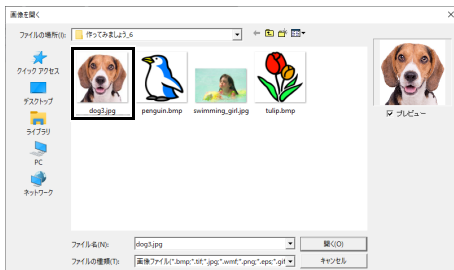 画像を開く
ファイルの場所(I):
作ってみましょう_6
クイック アクセス
デスクトップ
ライブラリ
PC
ネットワーク
dog3.jpg
penguin.bmp
swimming_girl.jpg
tulip.bmp
プレビュー
ファイル名(N):
dog3.jpg
開く(O)
ファイルの種類(T):
画像ファイル(*.bmp;*.tif;*.jpg;*.wmf;*.png;*.eps;*.gif
キャンセル